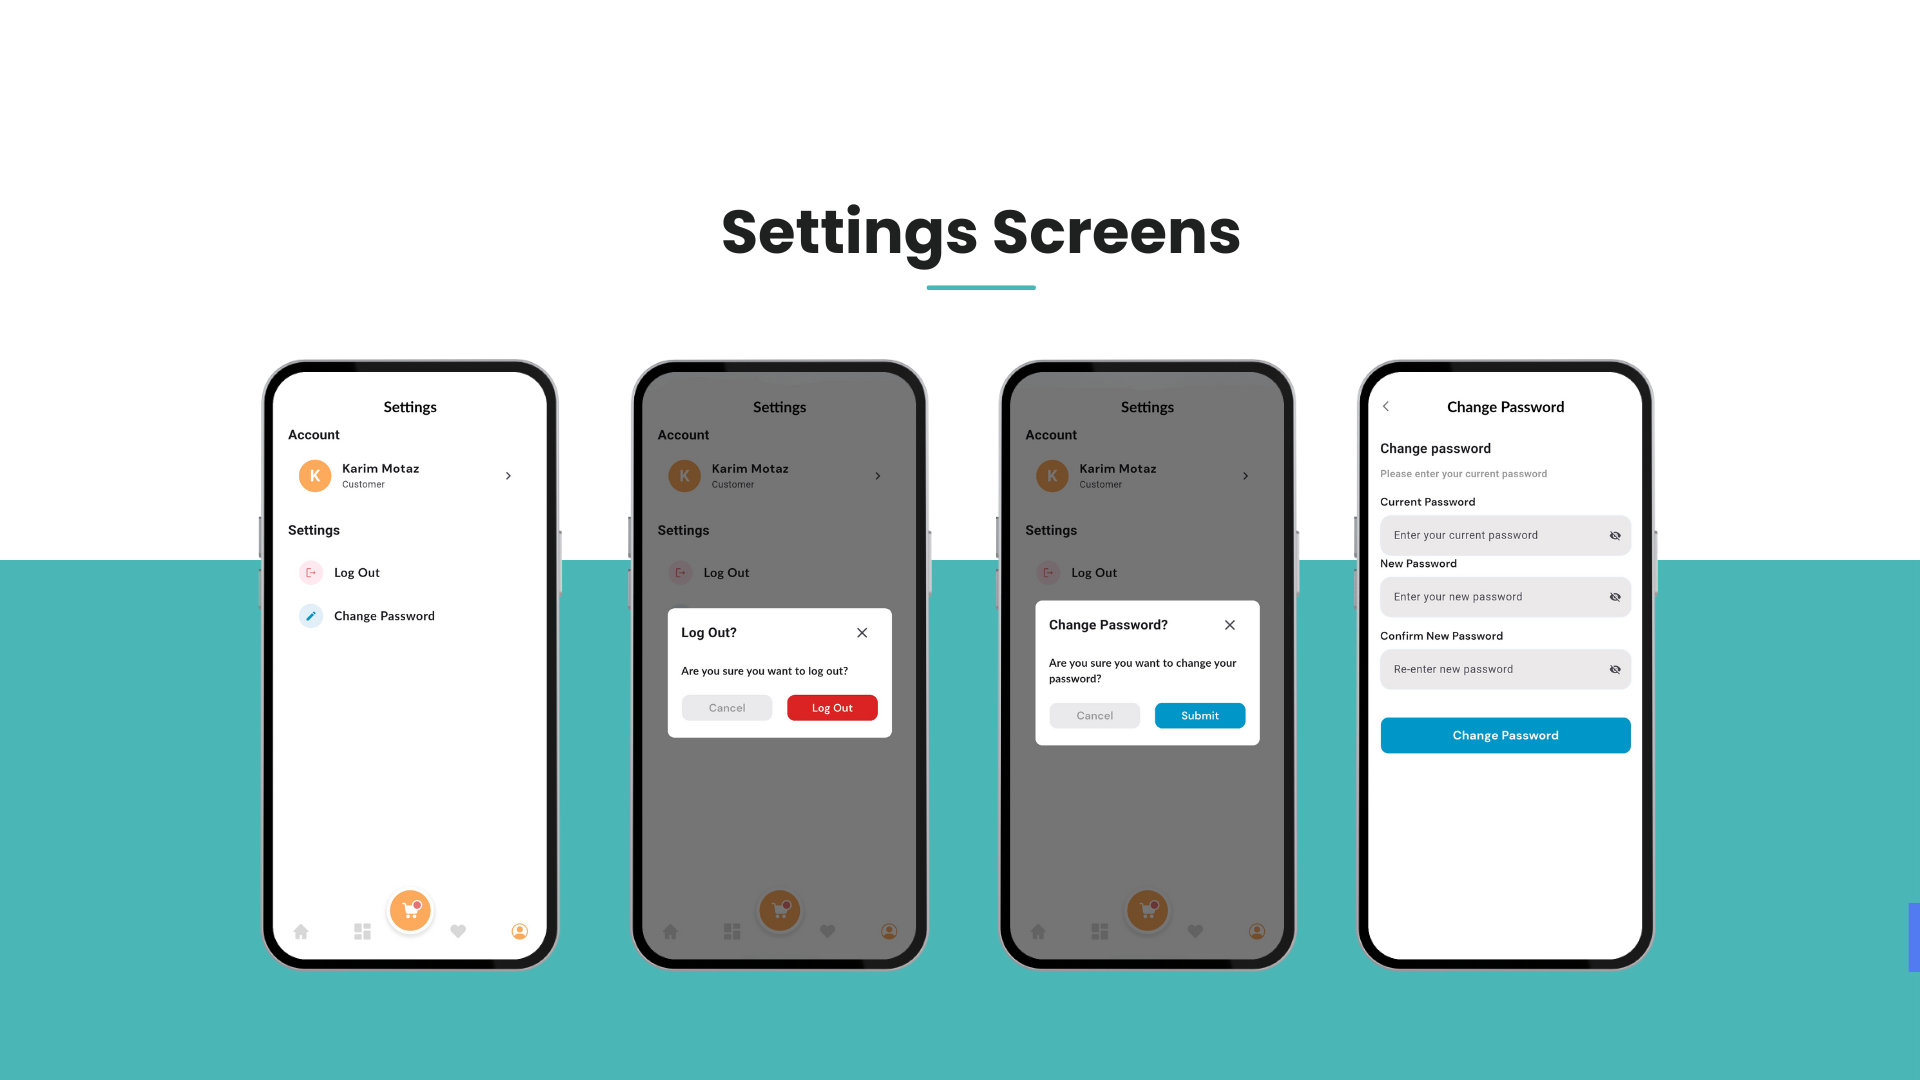 Settings Screens
Settings
Account
K
Karim Motaz
Customer
Settings
Log Out
Change Password
Settings
Account
K
Karim Motaz
Customer
Settings
Log Out
Log Out?
Are you sure you want to log out?
Cancel
Log Out
Settings
Account
K
Karim Motaz
Customer
Settings
Log Out
Change Password?
Are you sure you want to change your
password?
Cancel
Submit
Change Password
Change password
Please enter your current password
Current Password
Enter your current password
New Password
Enter your new password
Confirm New Password
Re-enter new password
Change Password